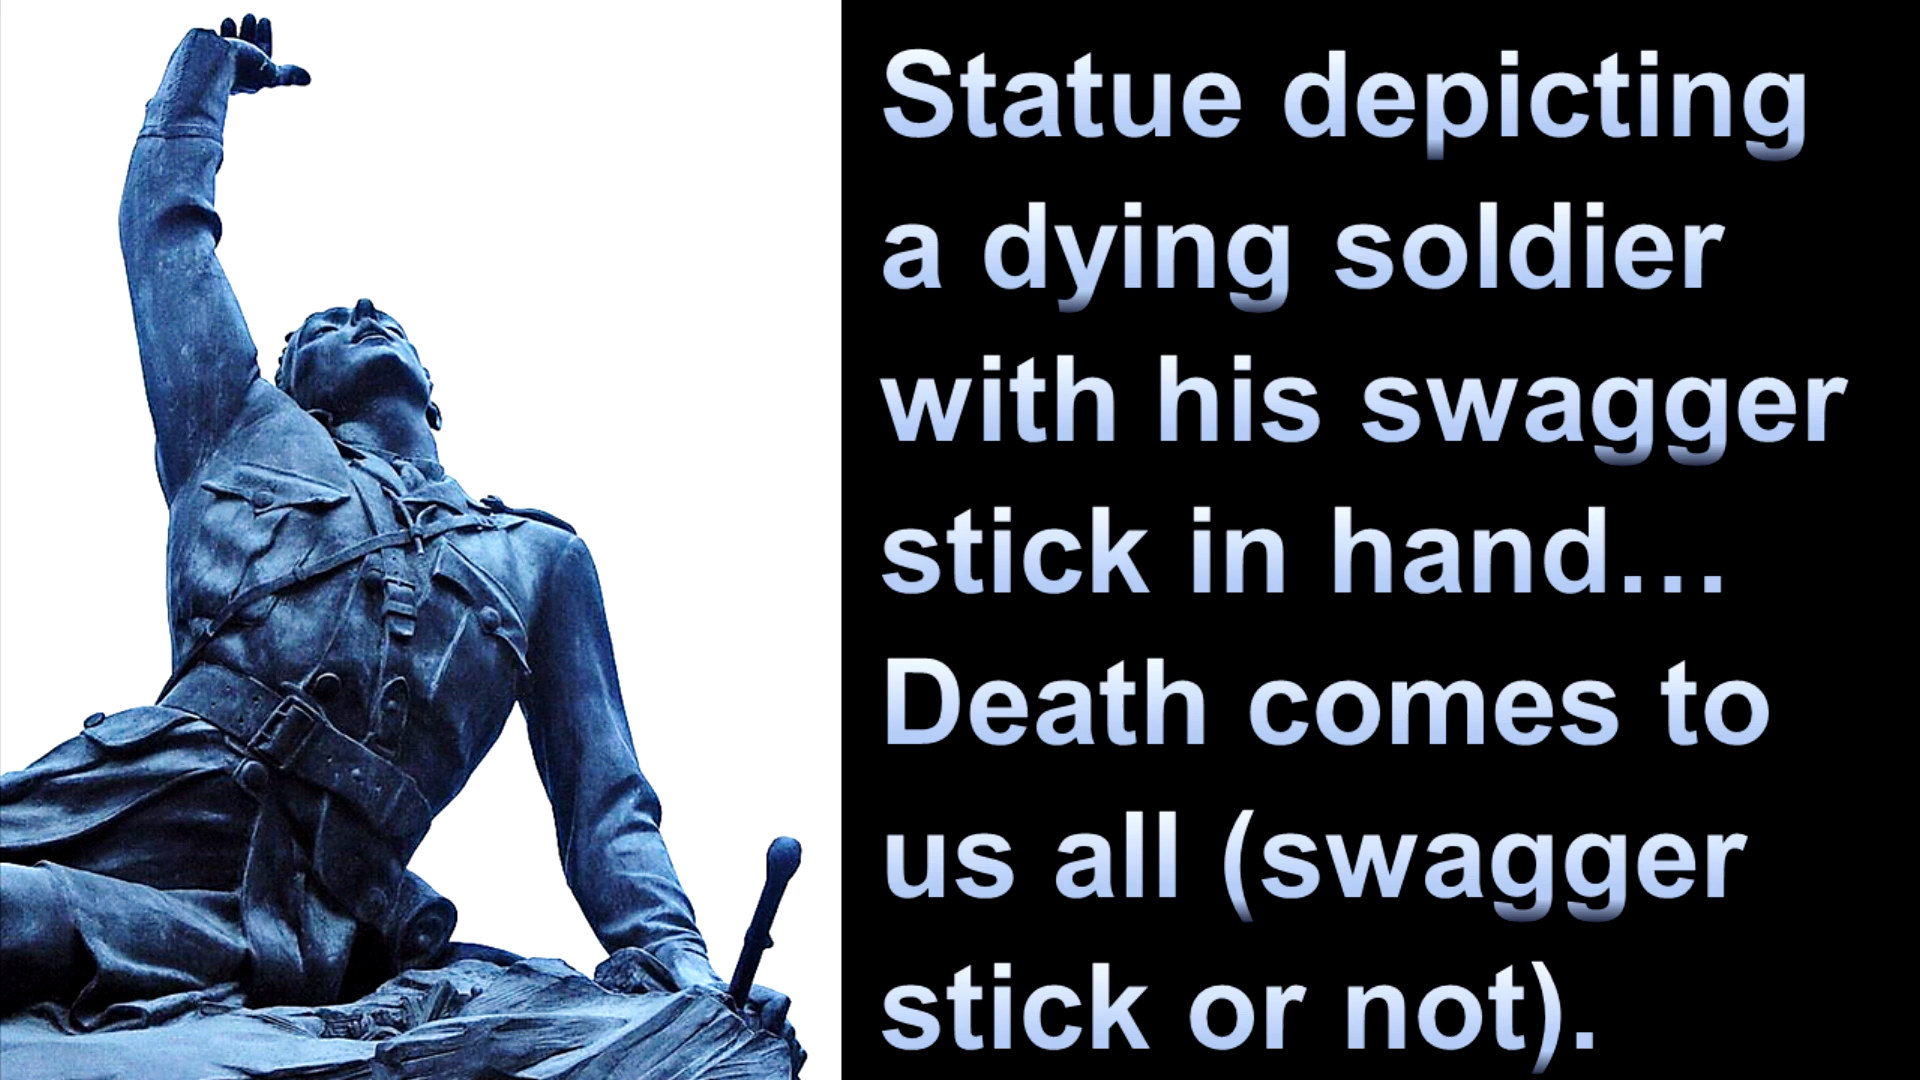 Statue depicting
a dying soldier
with his swagger
stick in hand…
Death comes to
us all (swagger
stick or not).